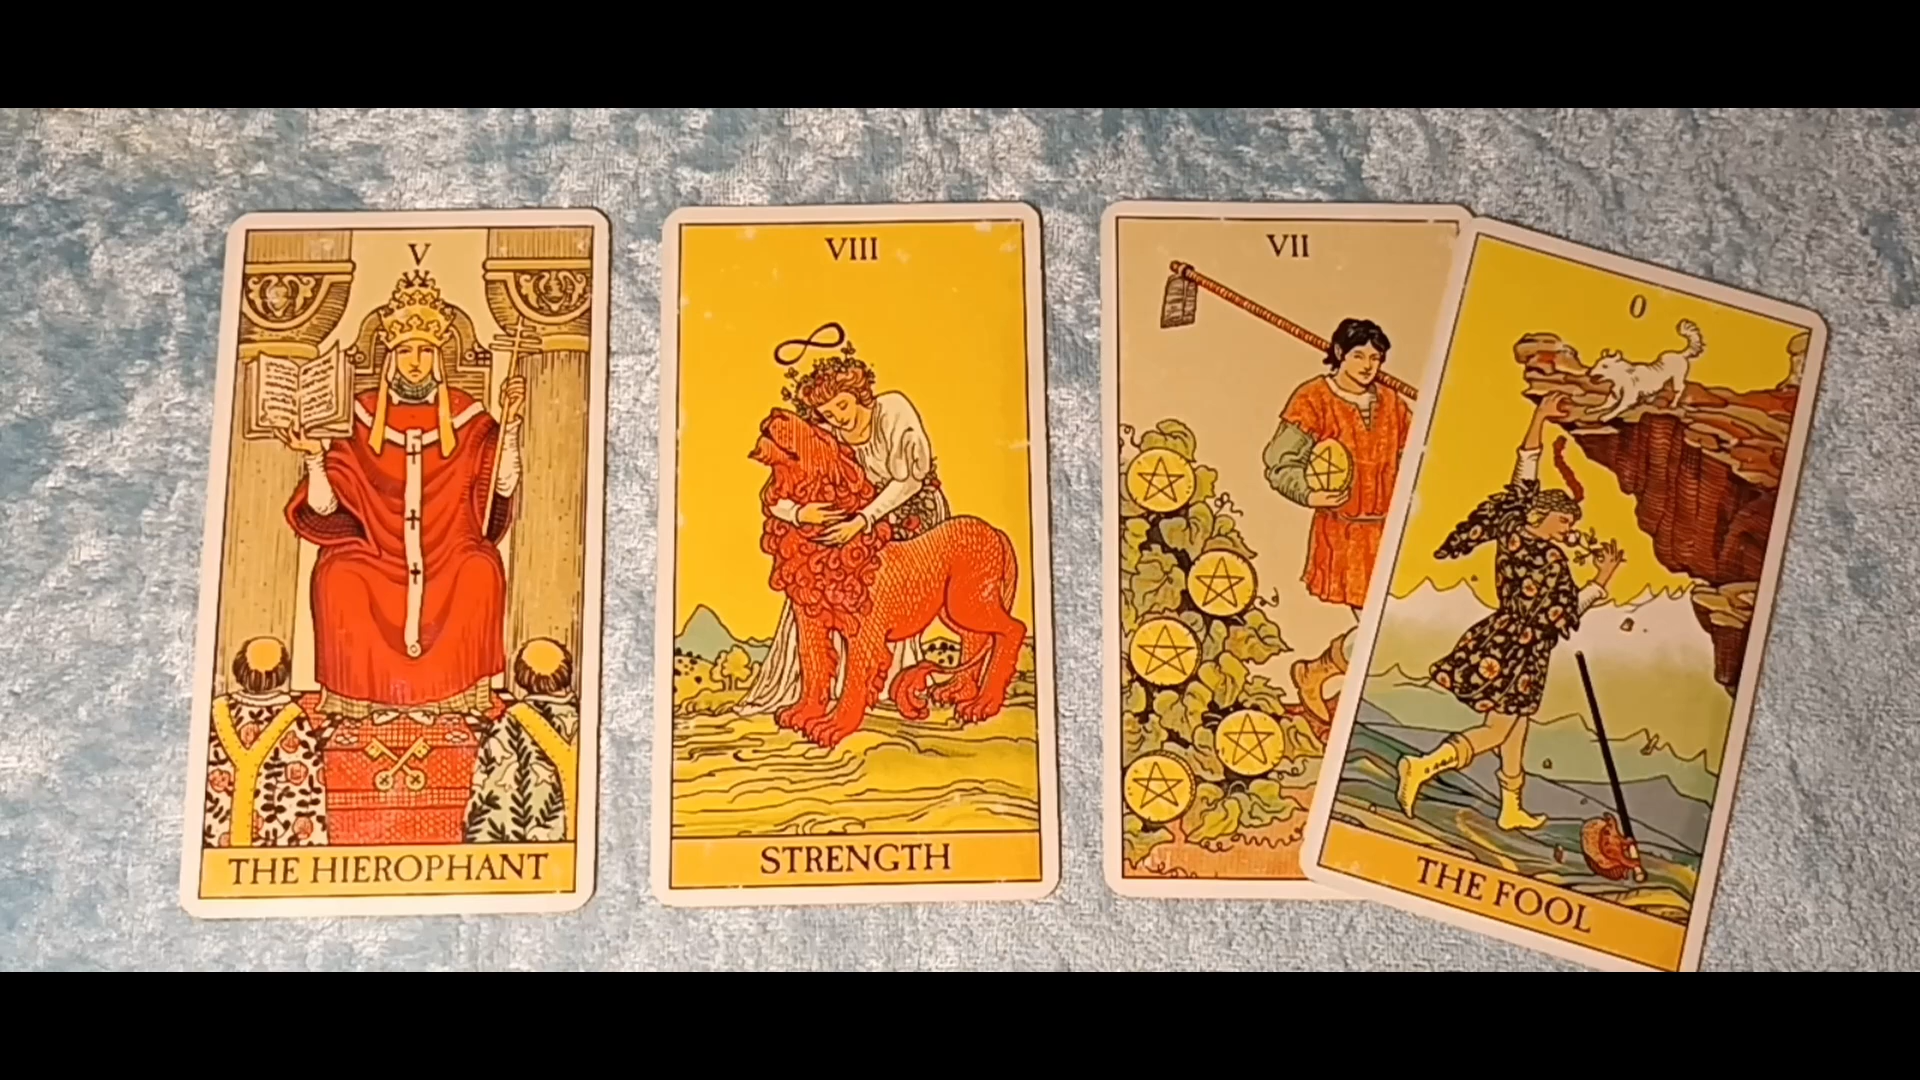 V
THE HIEROPHANT
VIII
STRENGTH
VII
0
THE FOOL